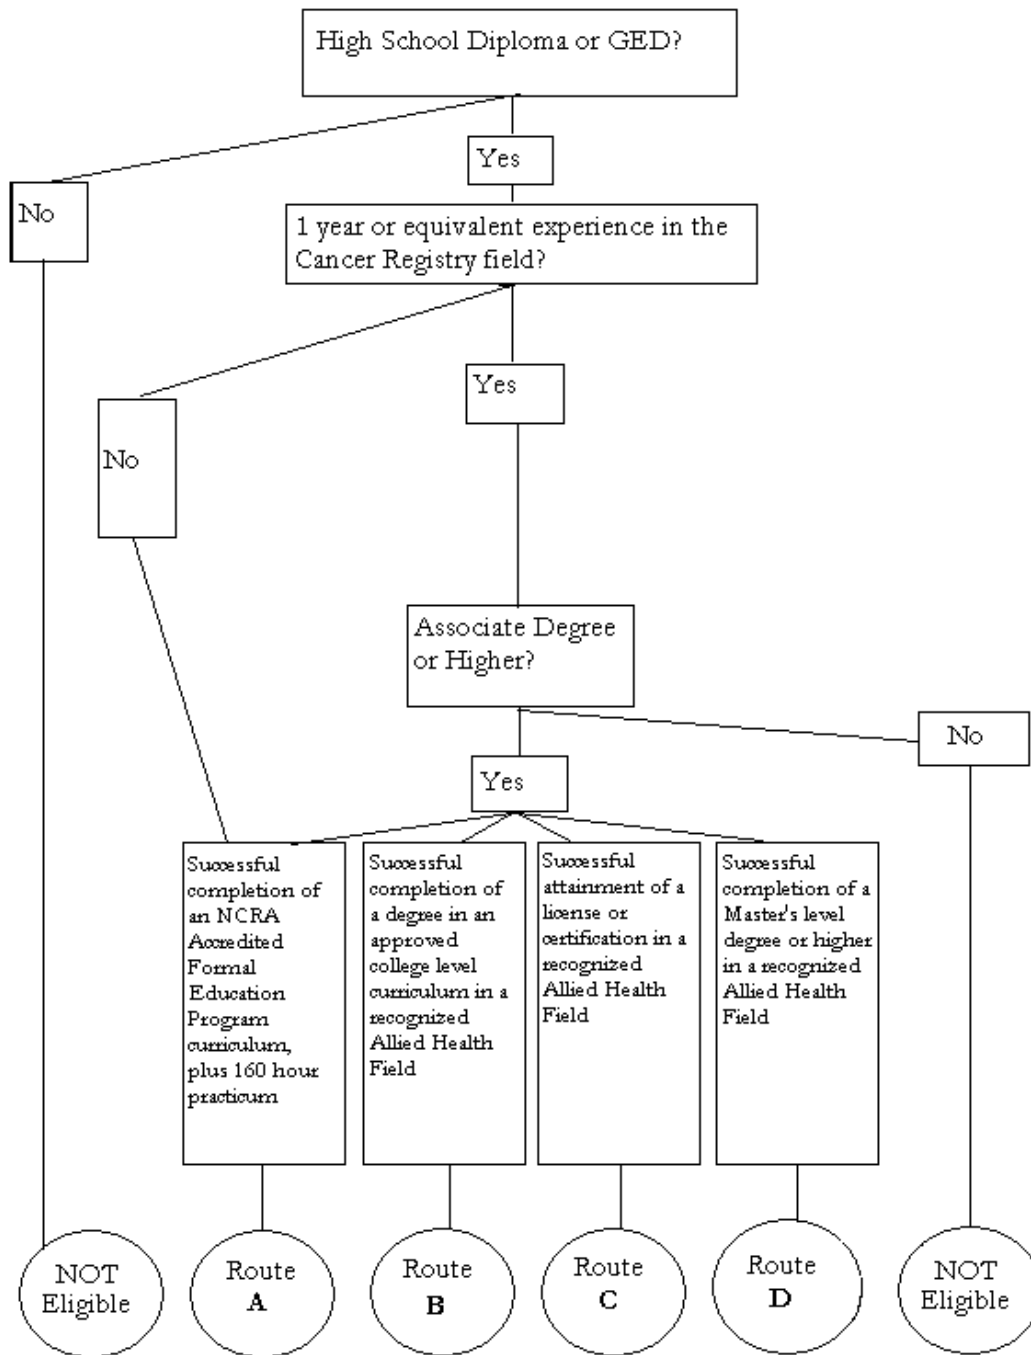 High School Diploma or GED?
Yes
No
1 year or equivalent experience in the
Cancer Registry field?
Yes
No
Associate Degree
or Higher?
No
Yes
Successful
completion of
an NCRA
Accredited
Formal
Education
Program
curriculum,
plus 160 hour
practicum
Successful
completion of
a degree in an
approved
college level
curriculum in a
recognized
Allied Health
Field
Successful
attainment of a
license or
certification in a
recognized
Allied Health
Field
Successful
completion of a
Master's level
degree or higher
in a recognized
Allied Health
Field
NOT
Eligible
Route
A
Route
B
Route
C
Route
D
NOT
Eligible